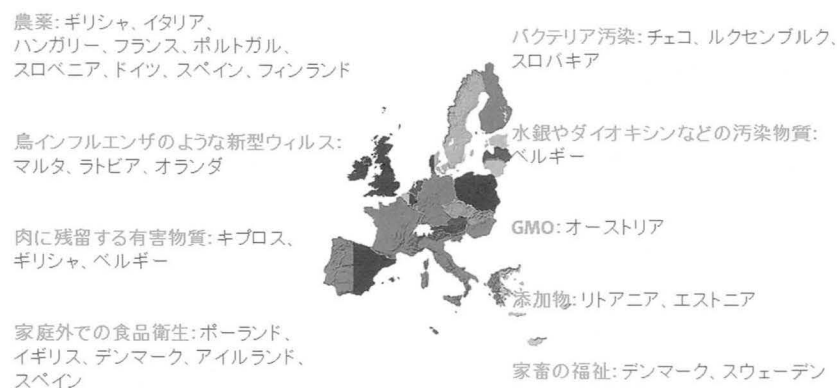 農薬: ギリシャ、イタリア、
ハンガリー、フランス、ポルトガル、
スロベニア、ドイツ、スペイン、フィンランド
鳥インフルエンザのような新型ウィルス:
マルタ、ラトビア、オランダ
肉に残留する有害物質: キプロス、
ギリシャ、ベルギー
家庭外での食品衛生: ポーランド、
イギリス、デンマーク、アイルランド、
スペイン
バクテリア汚染: チェコ、ルクセンブルク、
スロバキア
水銀やダイオキシンなどの汚染物質:
ベルギー
GMO: オーストリア
添加物: リトアニア、エストニア
家畜の福祉: デンマーク、スウェーデン